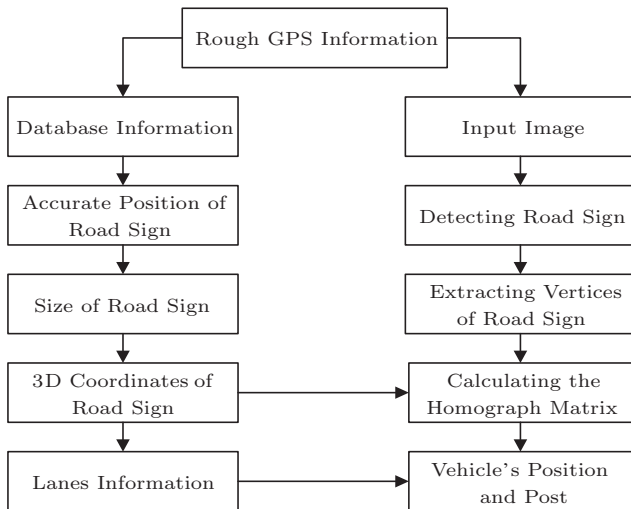 Rough GPS Information
Database Information
Input Image
Accurate Position of
Road Sign
Detecting Road Sign
Size of Road Sign
Extracting Vertices
of Road Sign
3D Coordinates of
Road Sign
Calculating the
Homograph Matrix
Lanes Information
Vehicle's Position
and Post